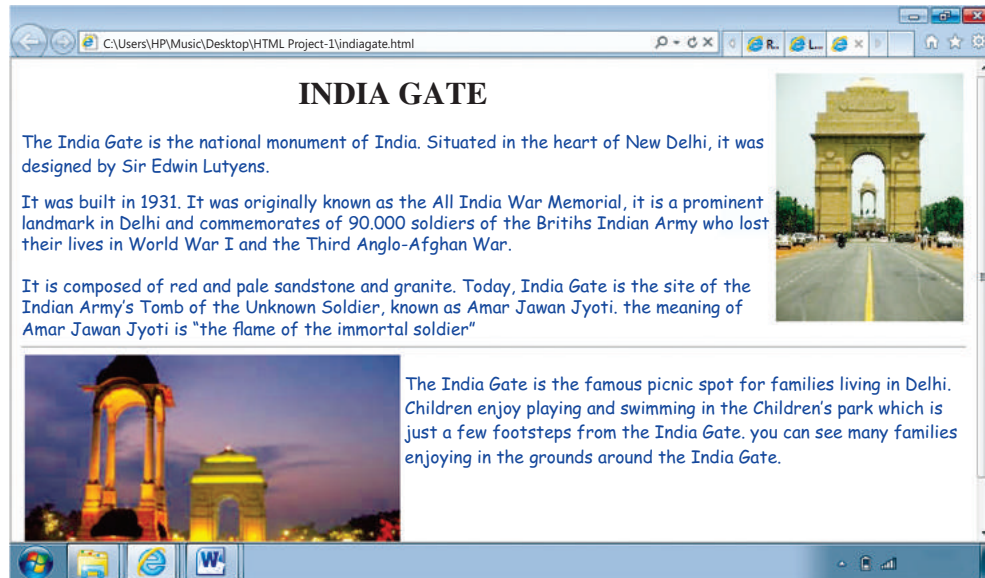 C:\Users\HP\Music\Desktop\HTML Project-1\indiagate.html
R..
L...
INDIA GATE
The India Gate is the national monument of India. Situated in the heart of New Delhi, it was
designed by Sir Edwin Lutyens.
It was built in 1931. It was originally known as the All India War Memorial, it is a prominent
landmark in Delhi and commemorates of 90.000 soldiers of the Britihs Indian Army who lost
their lives in World War I and the Third Anglo-Afghan War.
It is composed of red and pale sandstone and granite. Today, India Gate is the site of the
Indian Army's Tomb of the Unknown Soldier, known as Amar Jawan Jyoti. the meaning of
Amar Jawan Jyoti is “the flame of the immortal soldier”
The India Gate is the famous picnic spot for families living in Delhi.
Children enjoy playing and swimming in the Children's park which is
just a few footsteps from the India Gate. you can see many families
enjoying in the grounds around the India Gate.
W